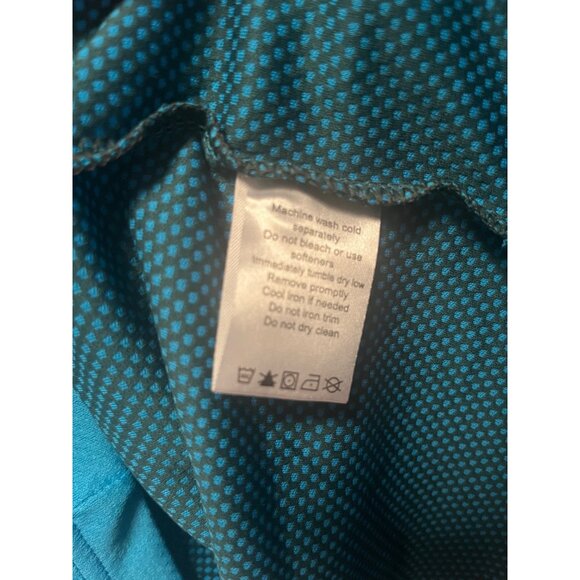 Machine wash cold
separately
Do not bleach or use
softeners
Immediately tumble dry low
Remove promptly
Cool iron if needed
Do not iron trim
Do not dry clean